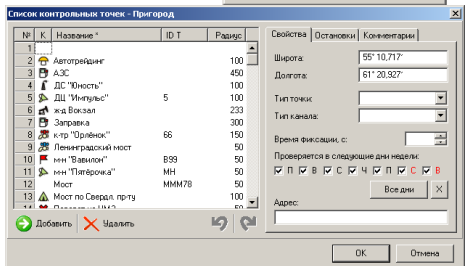 Список контрольных точек - Пригород
№ К Название * ID T Радиус
1
2 Автотрейдинг 100
3 АЗС 450
4 ДС "Юность" 100
5 ДЦ "Импульс" 5 100
6 ж-д Вокзал 233
7 Заправка 300
8 к-тр "Орлёнок" 66 150
9 Ленинградский мост 50
10 м-н "Вавилон" B99 50
11 м-н "Пятёрочка" МН 50
12 Мост МММ78 50
13 Мост по Свердл. пр-ту 100
Добавить Удалить
Свойства Остановки Комментарии
Широта: 55° 10,717'
Долгота: 61° 20,927'
Тип точки:
Тип канала:
Время фиксации, с:
Проверяется в следующие дни недели:
П В С Ч П С В
Все дни X
Адрес:
OK Отмена